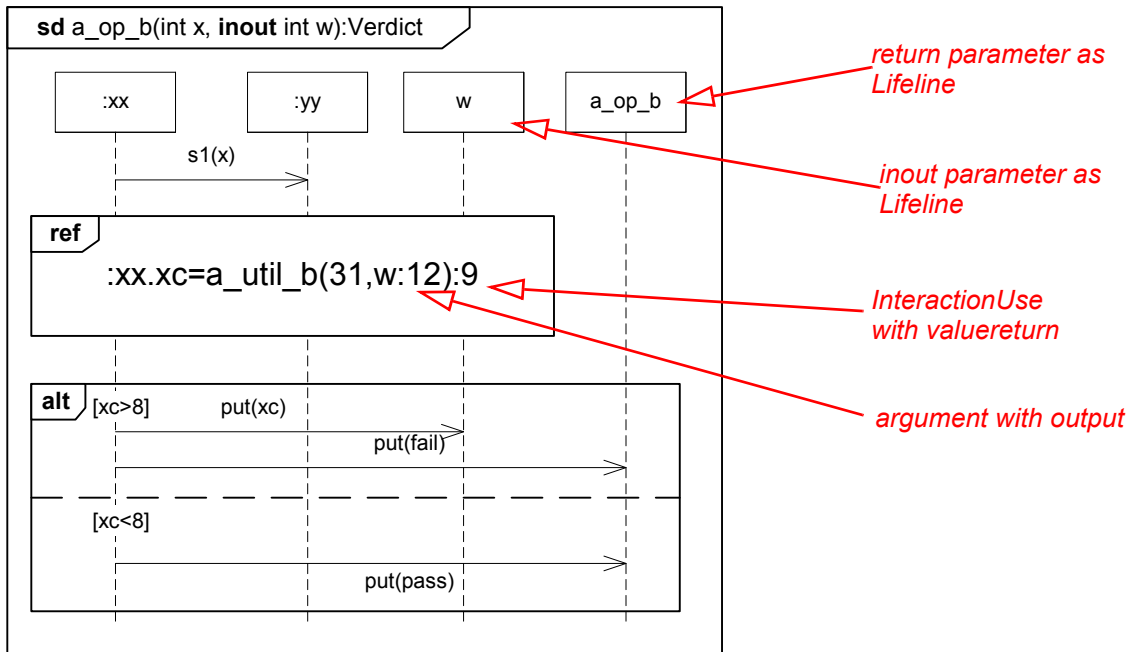 sd a_op_b(int x, inout int w):Verdict
:xx
:yy
w
a_op_b
return parameter as
Lifeline
s1(x)
inout parameter as
Lifeline
ref
:xx.xc=a_util_b(31,w:12):9
InteractionUse
with valuereturn
alt
[xc>8]
put(xc)
argument with output
put(fail)
[xc<8]
put(pass)